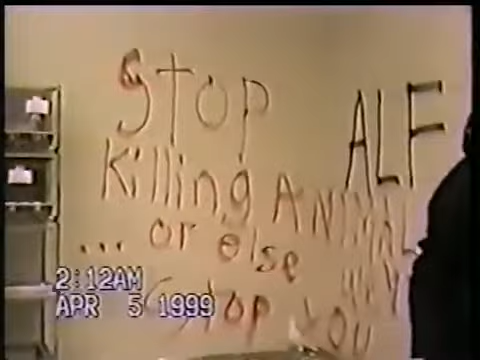 Stop
ALF
Killing ANIMAL
... or else
STOP YOU
2:12AM
APR 5 1999